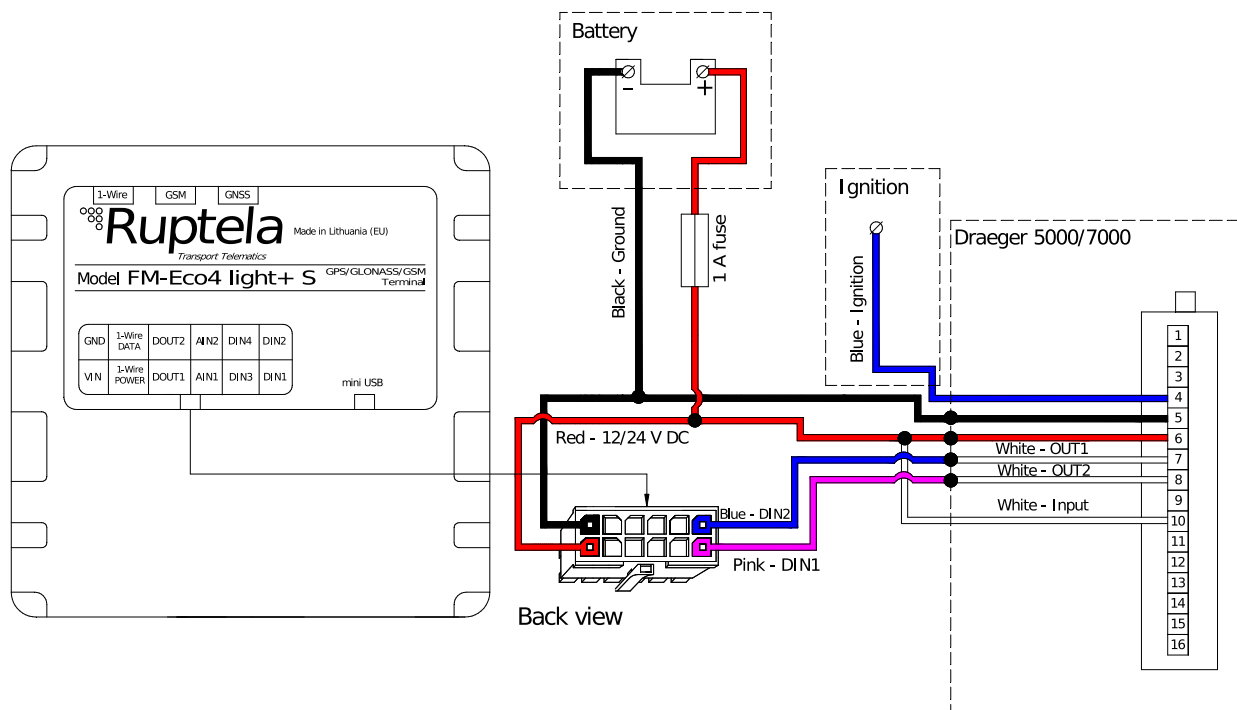 Battery
-
+
Black - Ground
1 A fuse
Ignition
Blue - Ignition
Draeger 5000/7000
1-Wire
GSM
GNSS
Ruptela
Made in Lithuania (EU)
Transport Telematics
Model FM-Eco4 light+ S
GPS/GLONASS/GSM
Terminal
GND
1-Wire
DATA
DOUT2
AIN2
DIN4
DIN2
VIN
1-Wire
POWER
DOUT1
AIN1
DIN3
DIN1
mini USB
Red - 12/24 V DC
White - OUT1
White - OUT2
White - Input
Blue - DIN2
Pink - DIN1
Back view
1
2
3
4
5
6
7
8
9
10
11
12
13
14
15
16